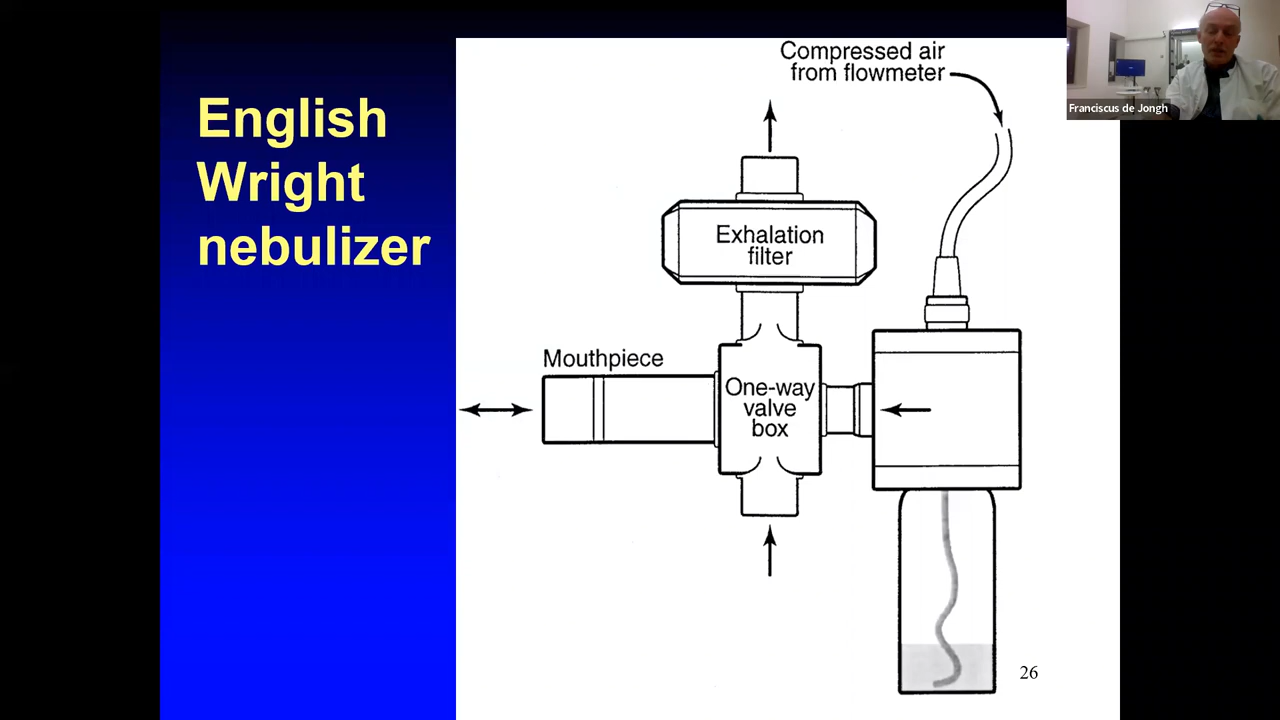 English
Wright
nebulizer
Compressed air
from flowmeter
Exhalation
filter
Mouthpiece
One-way
valve
box
26
Franciscus de Jongh